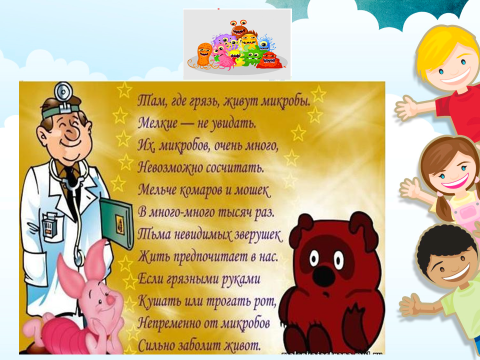 Там, где грязь, живут микробы.
Мелкие — не увидать.
Их, микробов, очень много,
Невозможно сосчитать.
Мельче комаров и мошек
В много-много тысяч раз.
Тьма невидимых зверушек
Жить предпочитает в нас.
Если грязными руками
Кушать или трогать рот,
Непременно от микробов
Сильно заболит живот.